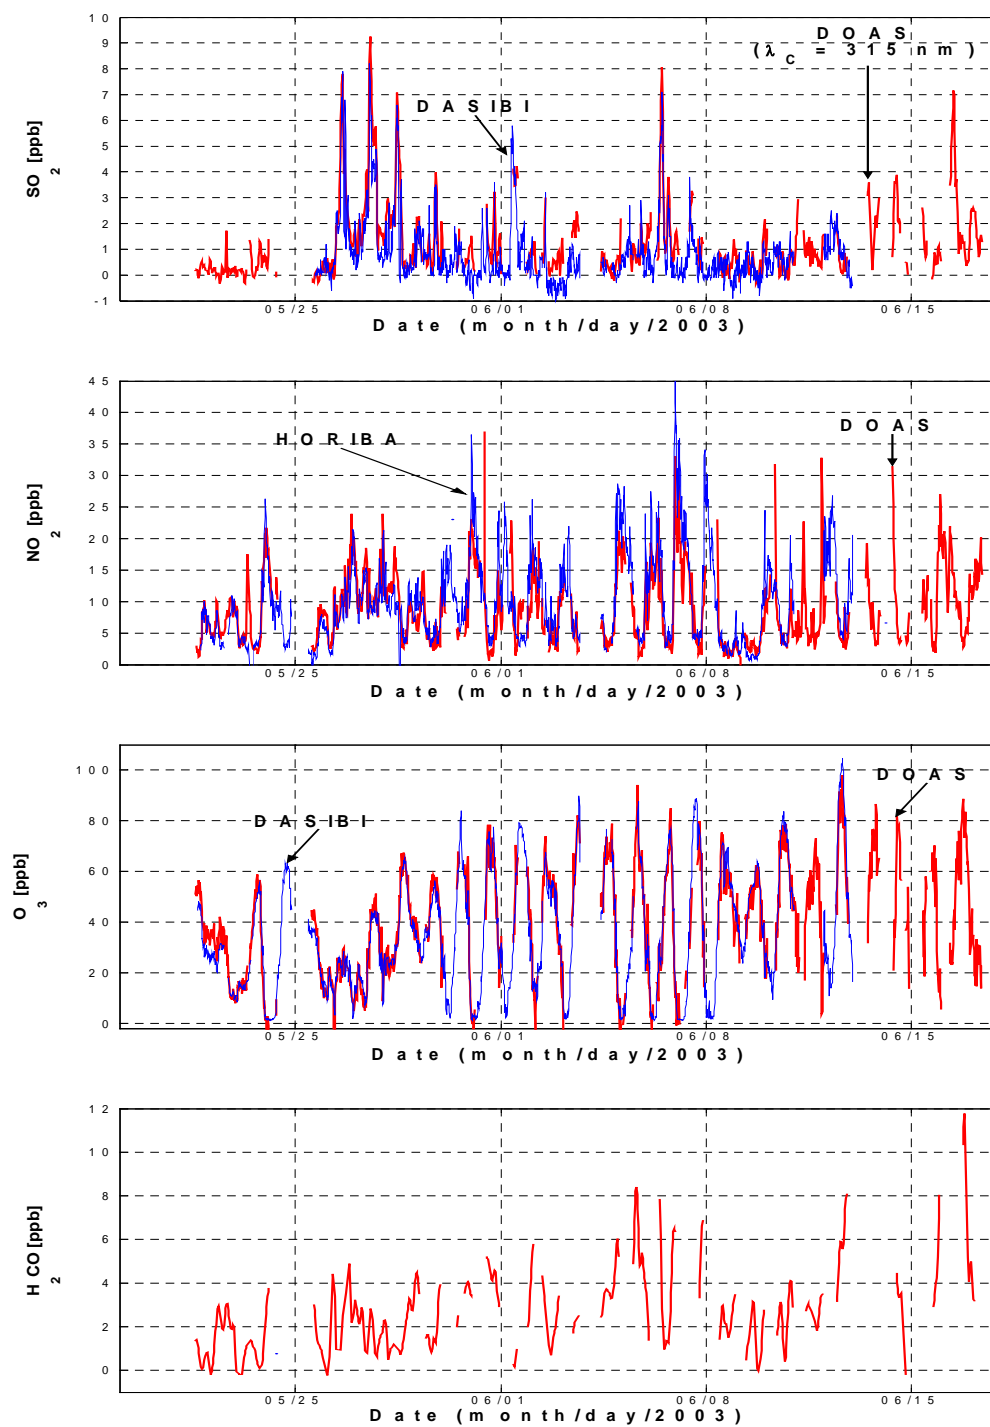 10
9
8
7
6
5
4
3
2
1
0
-1
SO2 [ppb]
DASIBI
DOAS
(λC = 315 nm)
05/25 06/01 06/08 06/15
Date (month/day/2003)
45
40
35
30
25
20
15
10
5
0
NO2 [ppb]
HORIBA
DOAS
05/25 06/01 06/08 06/15
Date (month/day/2003)
100
80
60
40
20
0
O3 [ppb]
DASIBI
DOAS
05/25 06/01 06/08 06/15
Date (month/day/2003)
12
10
8
6
4
2
0
H2CO [ppb]
05/25 06/01 06/08 06/15
Date (month/day/2003)